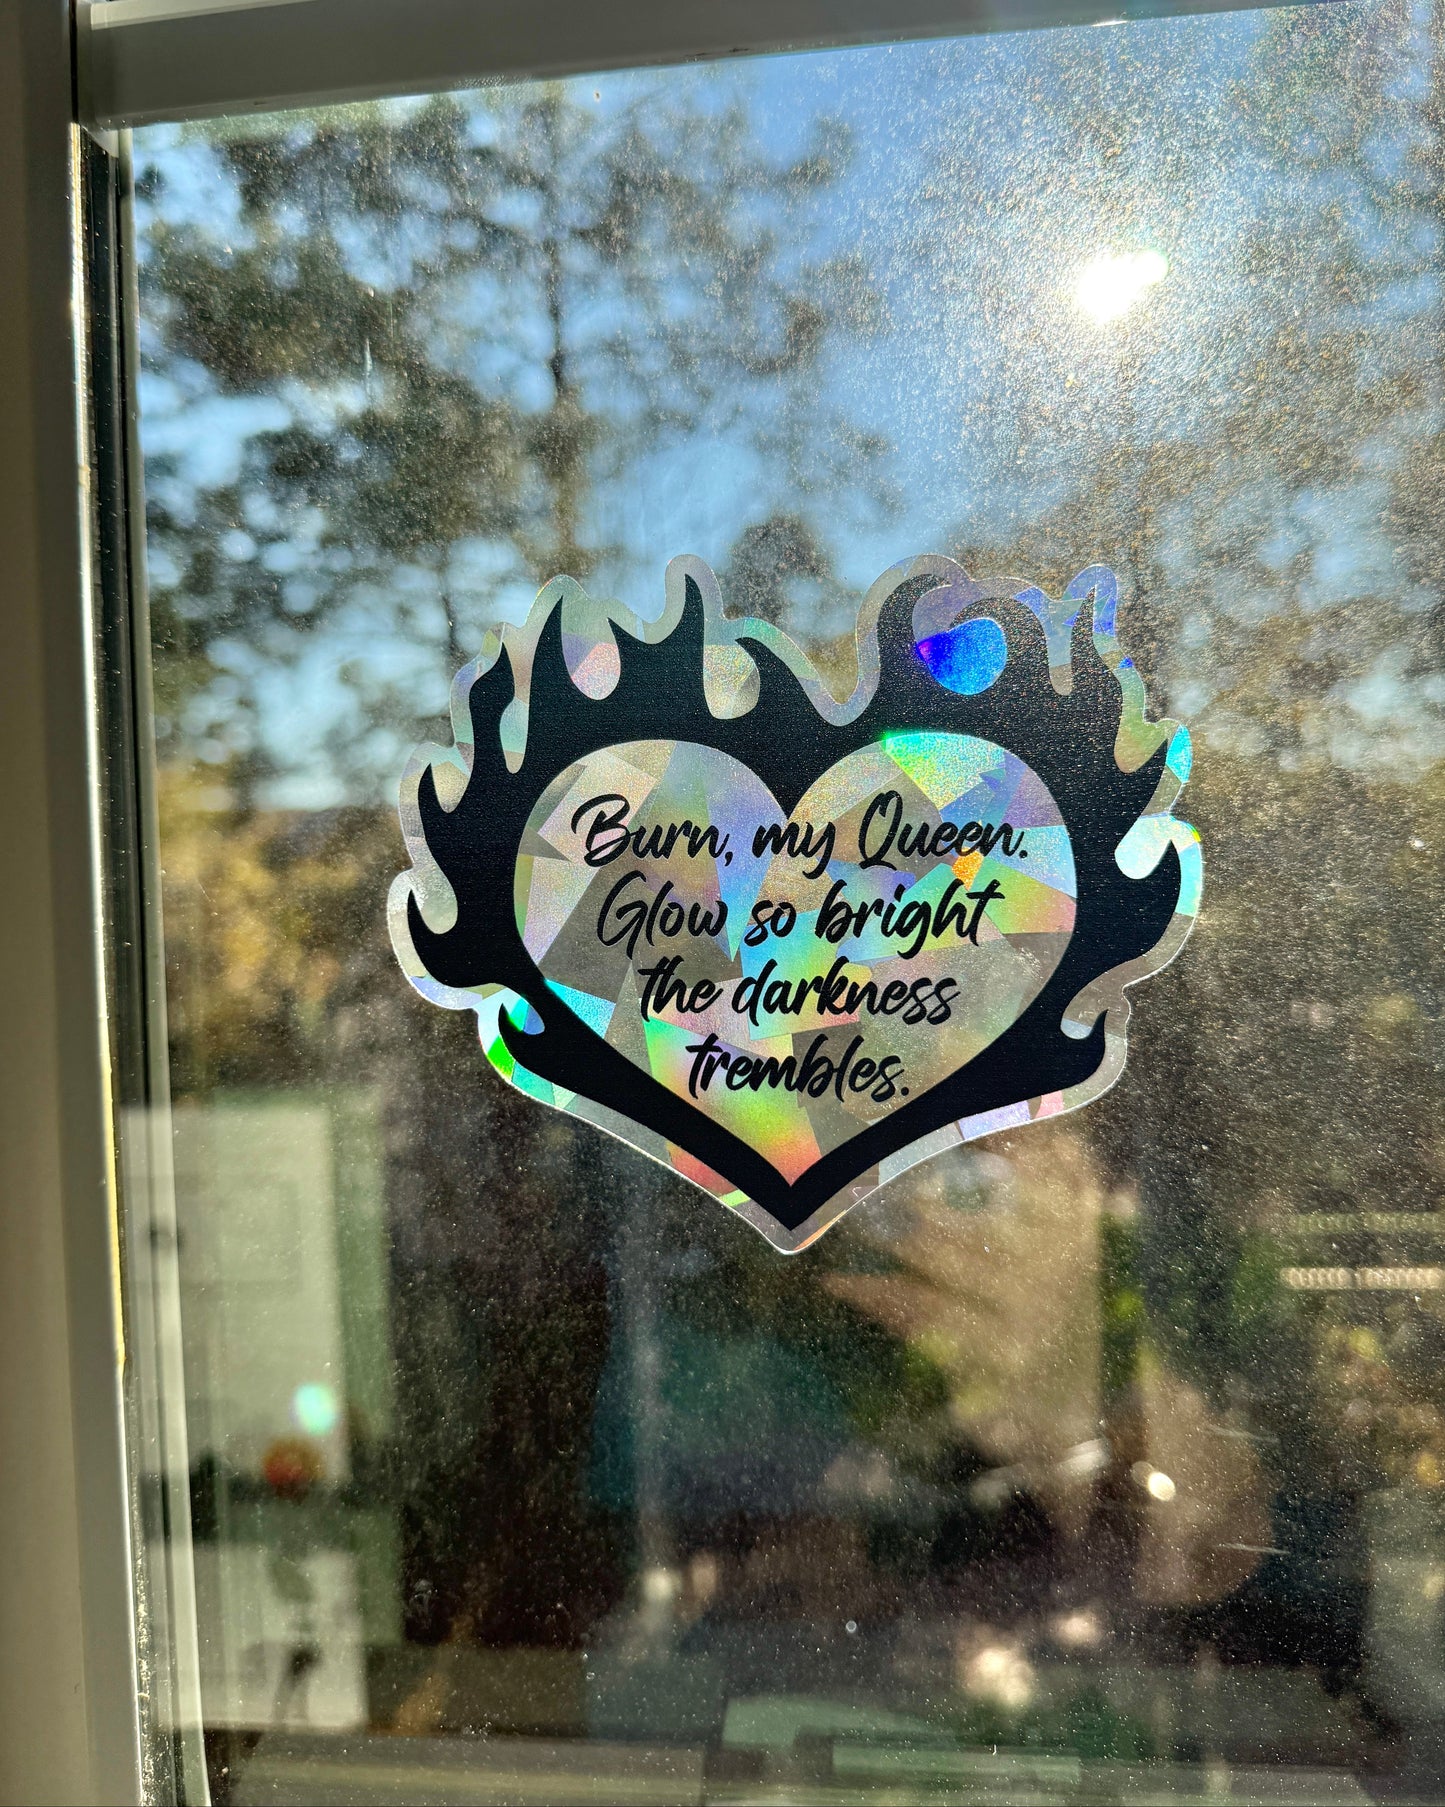 Burn, my Queen.
Glow so bright
the darkness
trembles.